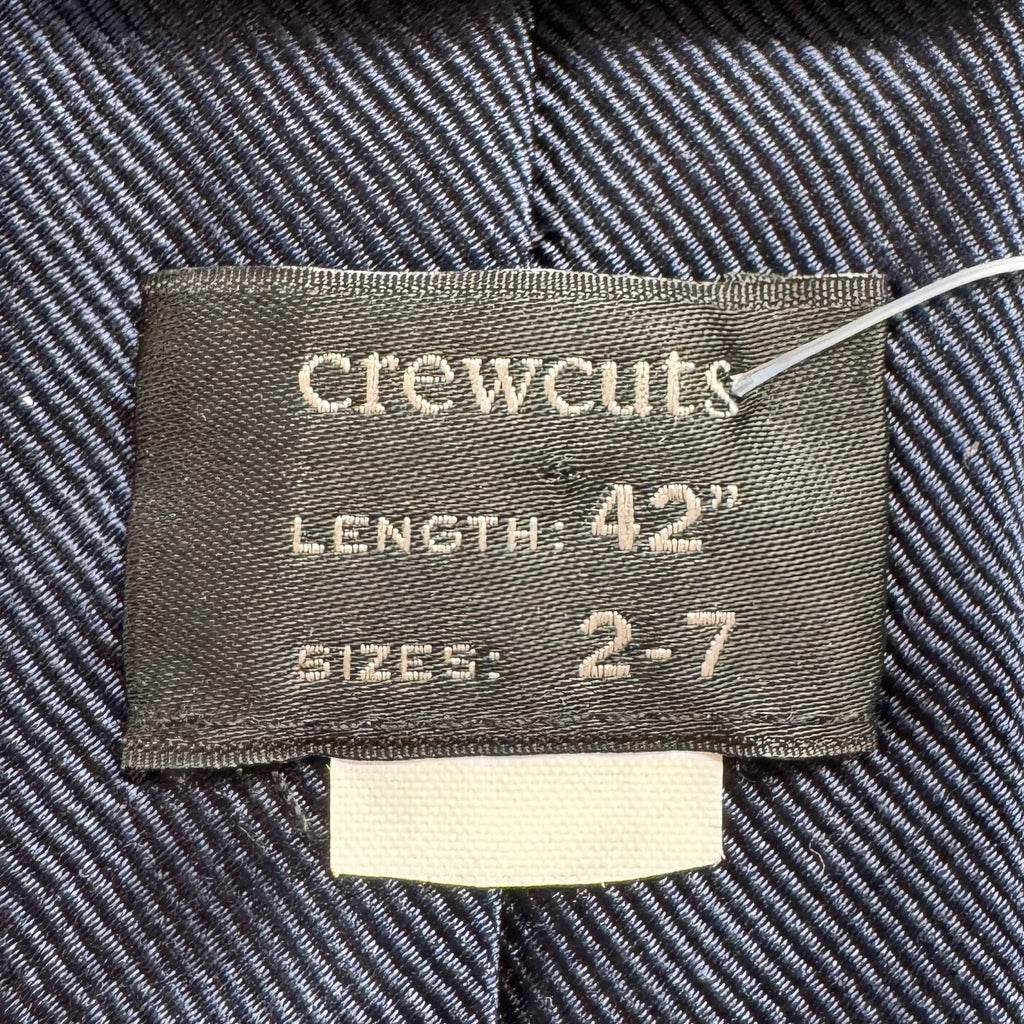 crewcuts
LENGTH: 42”
SIZES: 2-7